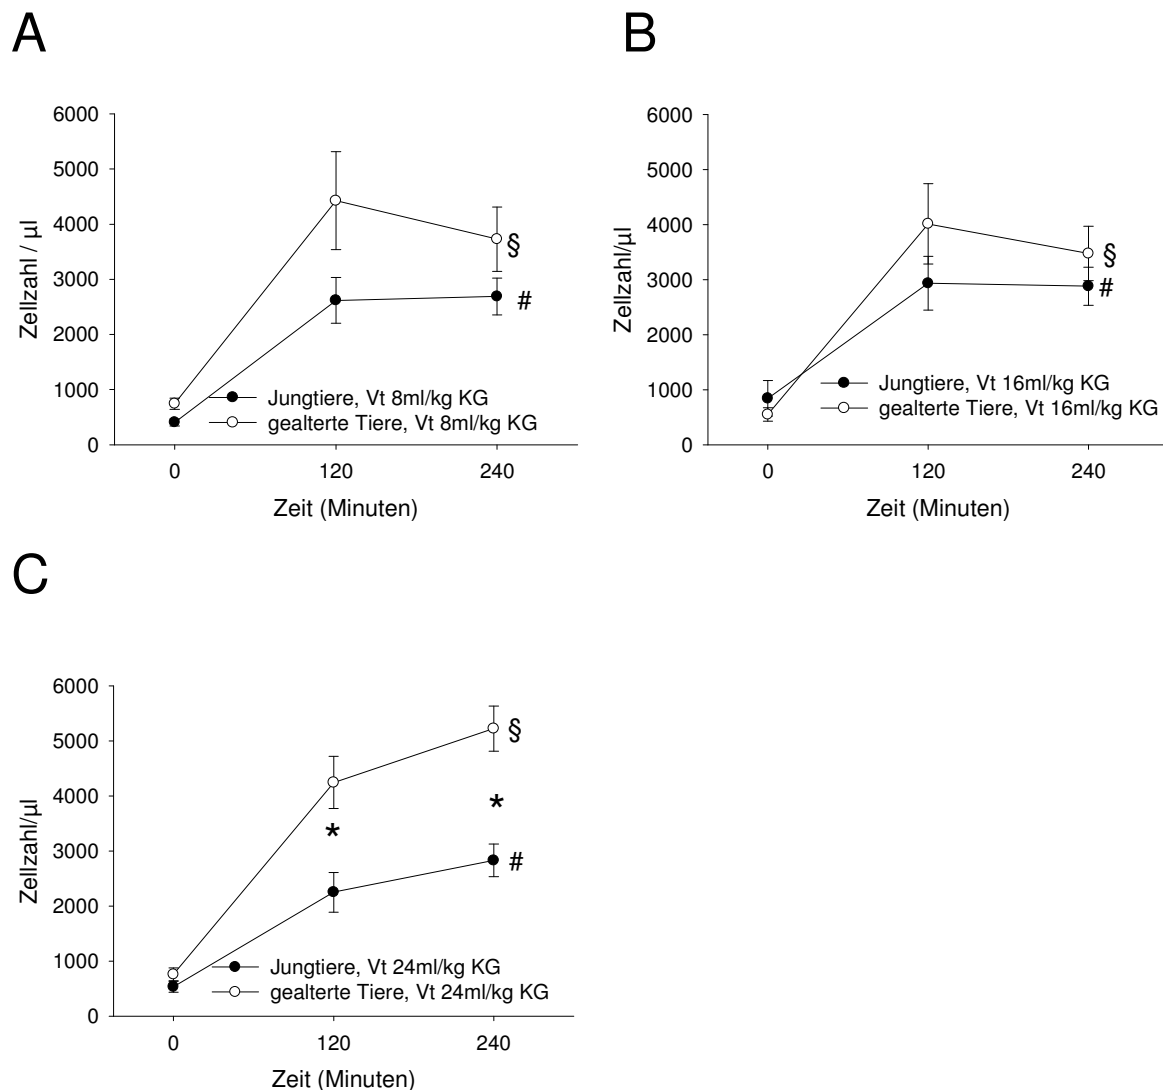 A
6000
5000
4000
3000
2000
1000
0
Zellzahl / µl
§
#
Jungtiere, Vt 8ml/kg KG
gealterte Tiere, Vt 8ml/kg KG
0 120 240
Zeit (Minuten)
B
6000
5000
4000
3000
2000
1000
0
Zellzahl/µl
§
#
Jungtiere, Vt 16ml/kg KG
gealterte Tiere, Vt 16ml/kg KG
0 120 240
Zeit (Minuten)
C
6000
5000
4000
3000
2000
1000
0
Zellzahl/µl
§
*
*
#
Jungtiere, Vt 24ml/kg KG
gealterte Tiere, Vt 24ml/kg KG
0 120 240
Zeit (Minuten)